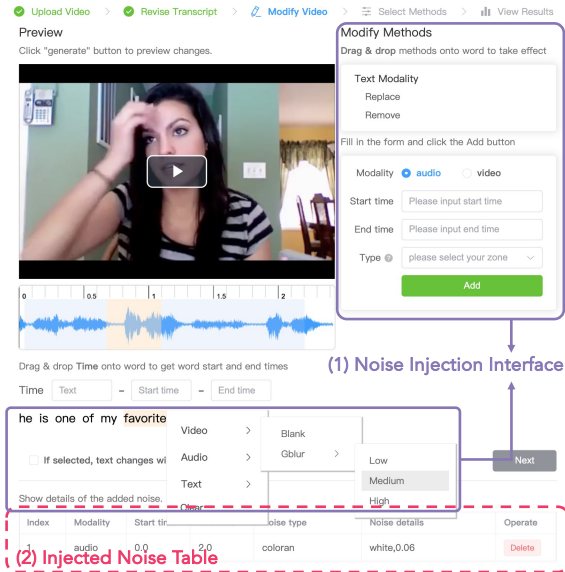 Upload Video > Revise Transcript > Modify Video > Select Methods > View Results
Preview
Click "generate" button to preview changes.
Modify Methods
Drag & drop methods onto word to take effect
Text Modality
Replace
Remove
Fill in the form and click the Add button
Modality audio video
Start time Please input start time
End time Please input end time
Type please select your zone
Add
0 0.5 1 1.5 2
(1) Noise Injection Interface
Drag & drop Time onto word to get word start and end times
Time Text – Start time – End time
he is one of my favorite
Video >
Audio >
Text >
Clear
Blank
Gblur >
Low
Medium
High
If selected, text changes wi
Next
Show details of the added noise.
Index Modality Start tim oise type Noise details Operate
1 audio 0.0 2.0 coloran white,0.06 Delete
(2) Injected Noise Table